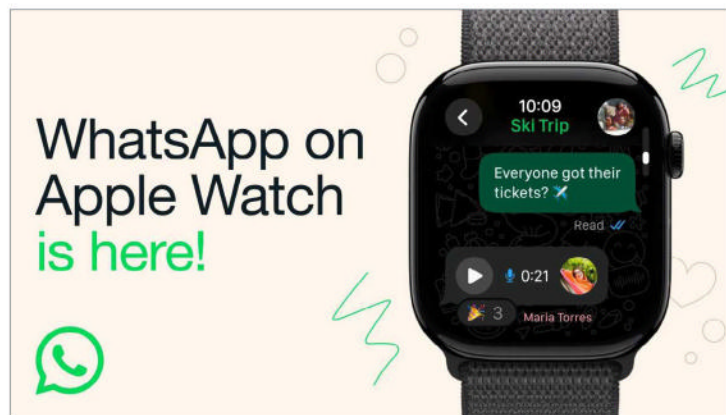 WhatsApp on
Apple Watch
is here!
10:09
Ski Trip
Everyone got their
tickets? ✈️
Read
0:21
🎉 3
Maria Torres